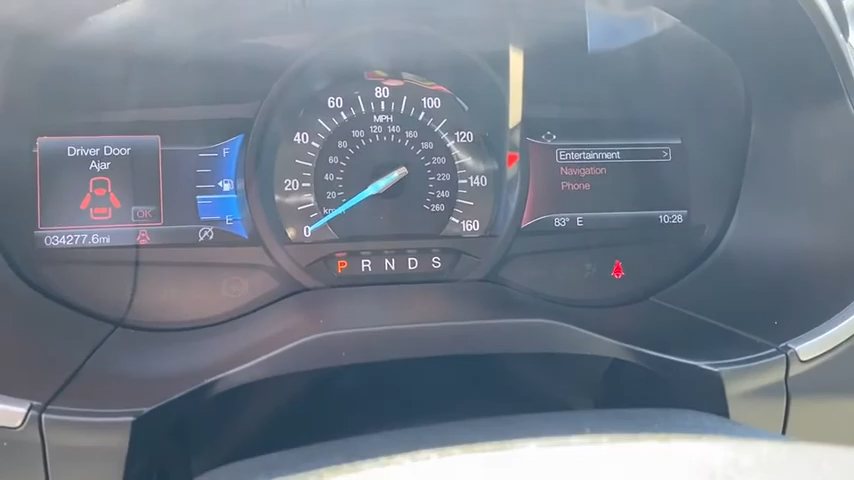 Driver Door
Ajar
OK
034277.6mi
F
E
0
20
40
60
80
100
120
140
160
MPH
km/h
20
40
60
80
100
120
140
160
180
200
220
240
260
P R N D S
Entertainment >
Navigation
Phone
83° E
10:28